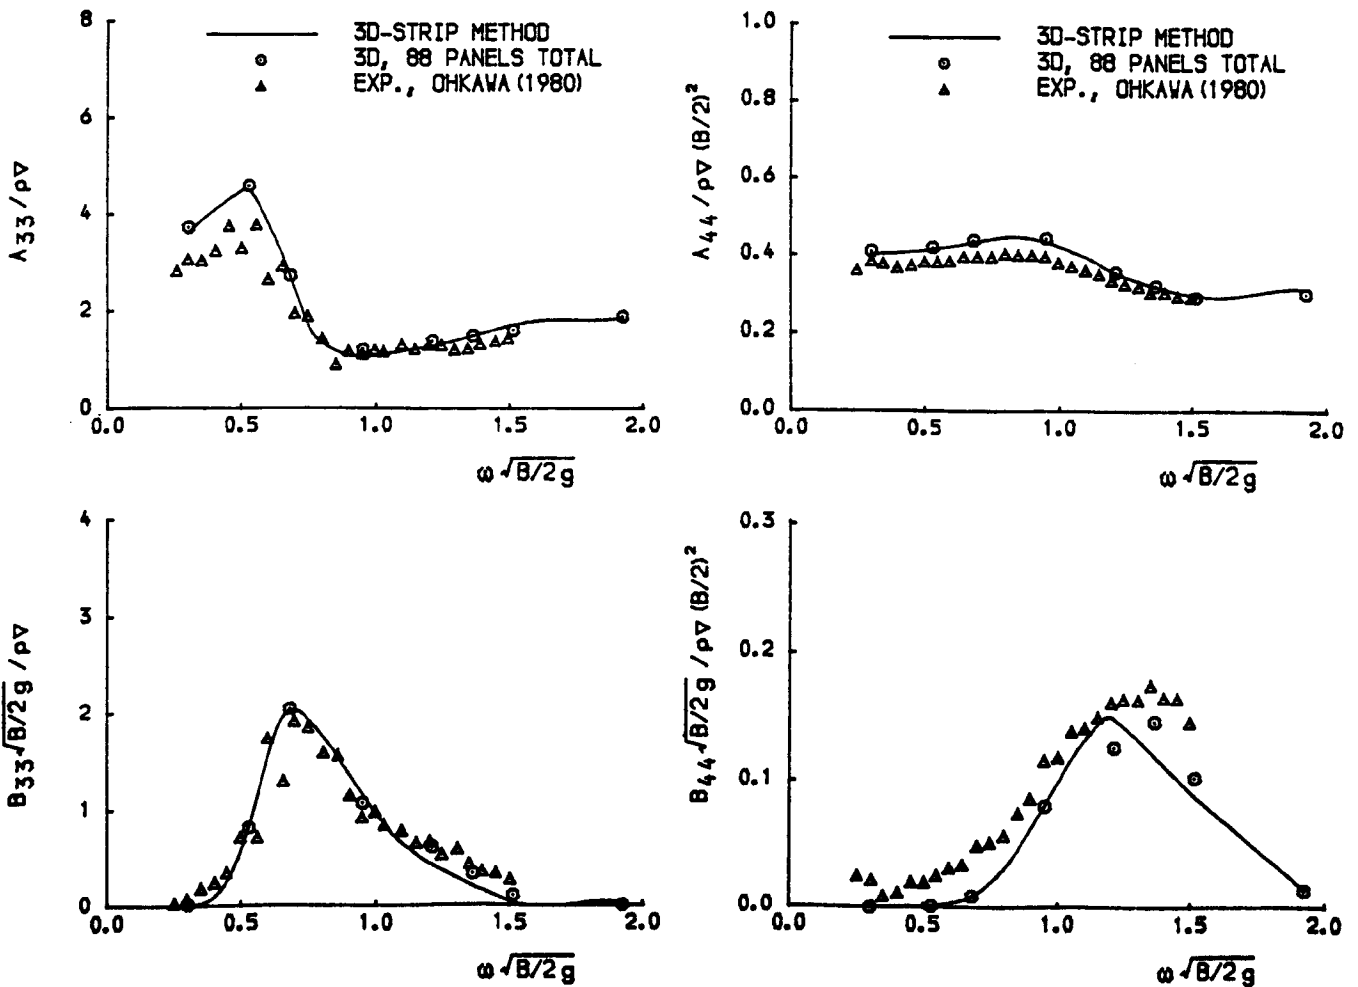 8
6
4
2
0
A33/ρ∇
3D-STRIP METHOD
3D, 88 PANELS TOTAL
EXP., OHKAWA(1980)
0.0 0.5 1.0 1.5 2.0
ω√B/2g
1.0
0.8
0.6
0.4
0.2
0.0
A44/ρ∇(B/2)²
3D-STRIP METHOD
3D, 88 PANELS TOTAL
EXP., OHKAWA(1980)
0.0 0.5 1.0 1.5 2.0
ω√B/2g
4
3
2
1
0
B33√B/2g/ρ∇
0.0 0.5 1.0 1.5 2.0
ω√B/2g
0.3
0.2
0.1
0.0
B44√B/2g/ρ∇(B/2)²
0.0 0.5 1.0 1.5 2.0
ω√B/2g